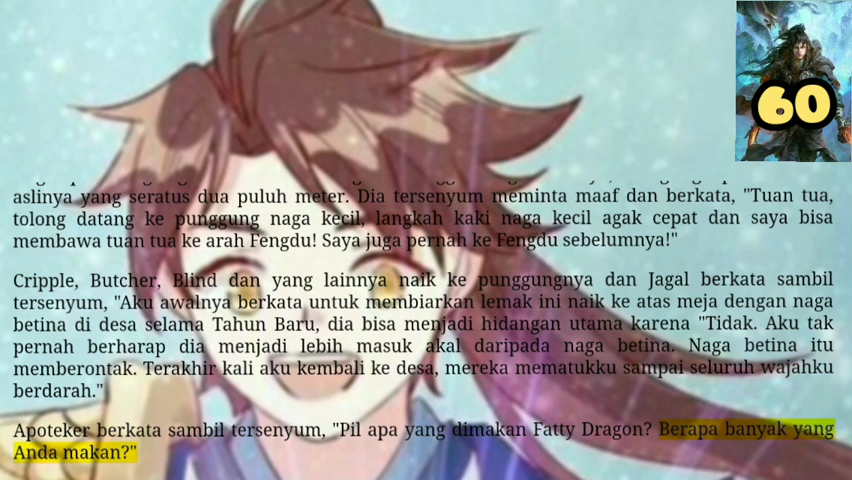 60
aslinya yang seratus dua puluh meter. Dia tersenyum meminta maaf dan berkata, "Tuan tua,
tolong datang ke punggung naga kecil, langkah kaki naga kecil agak cepat dan saya bisa
membawa tuan tua ke arah Fengdu! Saya juga pernah ke Fengdu sebelumnya!"
Cripple, Butcher, Blind dan yang lainnya naik ke punggungnya dan Jagal berkata sambil
tersenyum, "Aku awalnya berkata untuk membiarkan lemak ini naik ke atas meja dengan naga
betina di desa selama Tahun Baru, dia bisa menjadi hidangan utama karena "Tidak. Aku tak
pernah berharap dia menjadi lebih masuk akal daripada naga betina. Naga betina itu
memberontak. Terakhir kali aku kembali ke desa, mereka mematukku sampai seluruh wajahku
berdarah."
Apoteker berkata sambil tersenyum, "Pil apa yang dimakan Fatty Dragon? Berapa banyak yang
Anda makan?"